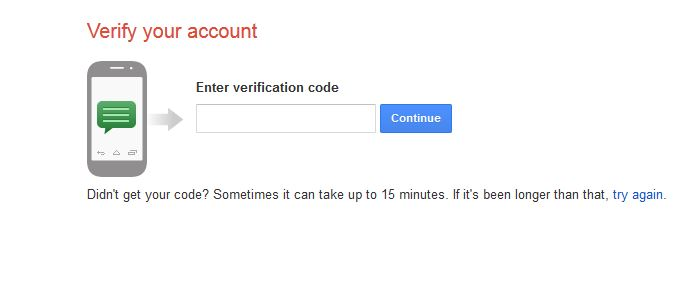 Verify your account
Enter verification code
Continue
Didn't get your code? Sometimes it can take up to 15 minutes. If it's been longer than that, try again.